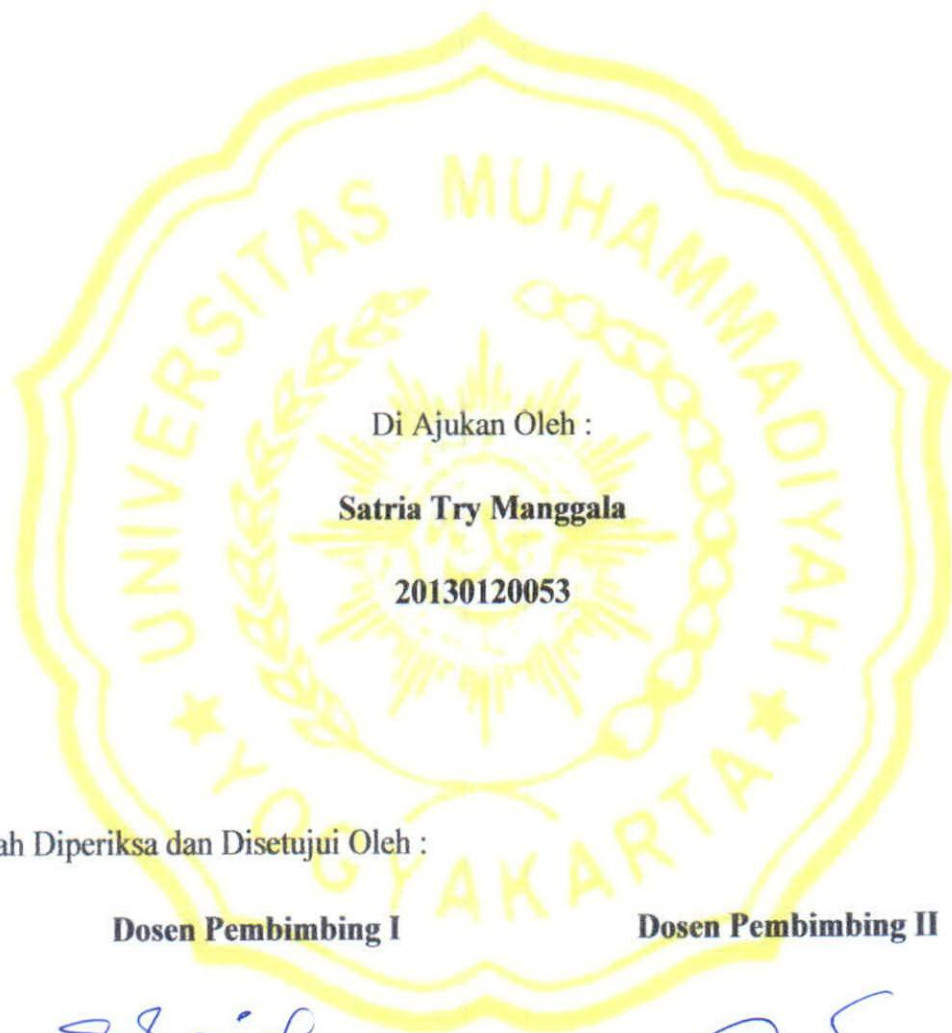 UNIVERSITAS MUHAMMADIYAH
Di Ajukan Oleh :
Satria Try Manggala
20130120053
★ YOGYAKARTA ★
ah Diperiksa dan Disetujui Oleh :
Dosen Pembimbing I Dosen Pembimbing II